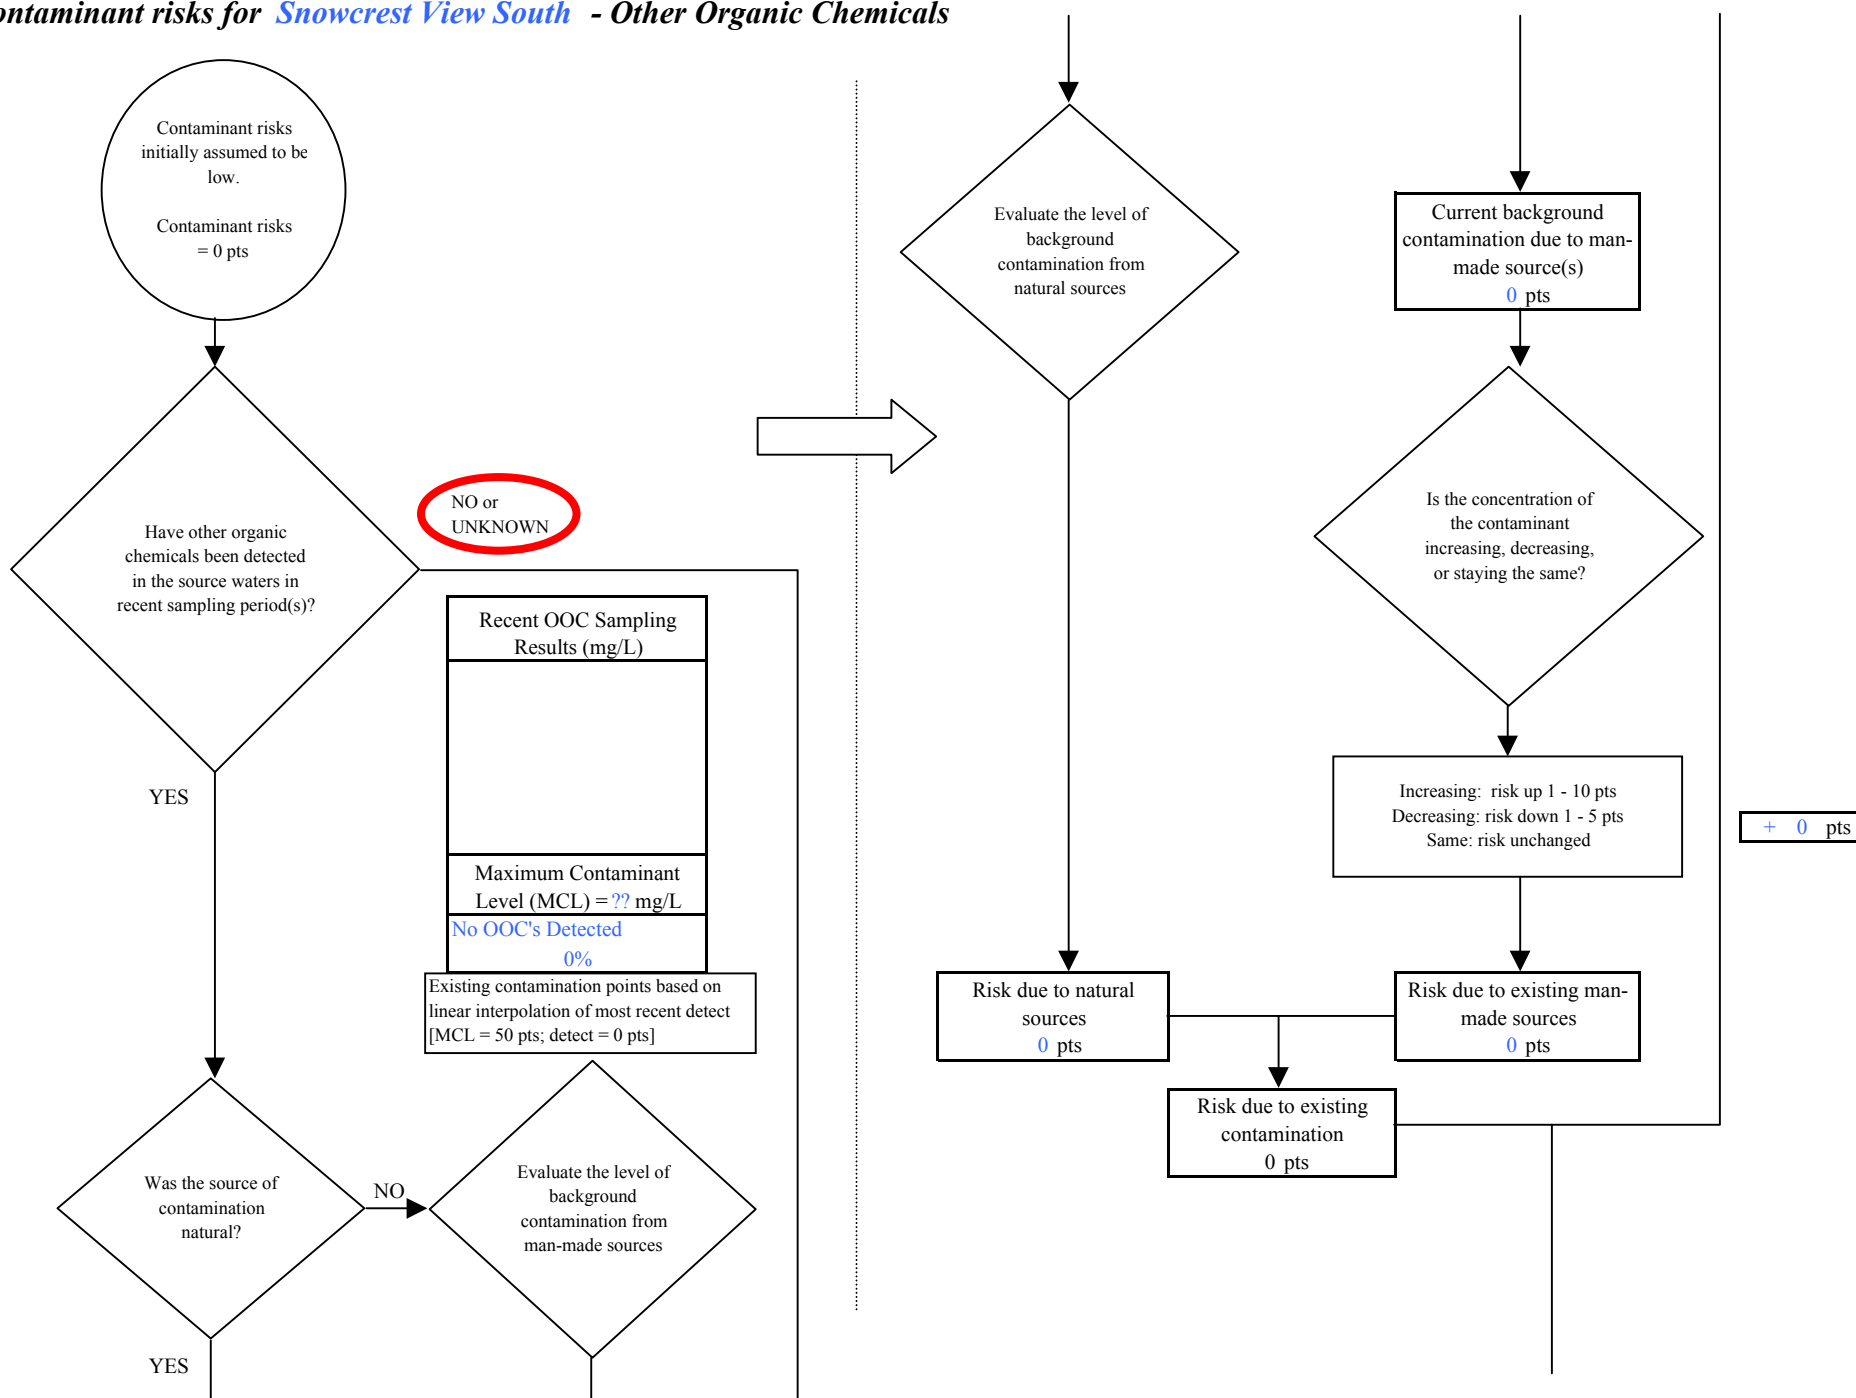 ontaminant risks for Snowcrest View South - Other Organic Chemicals
Contaminant risks
initially assumed to be
low.
Contaminant risks
= 0 pts
Have other organic
chemicals been detected
in the source waters in
recent sampling period(s)?
NO or
UNKNOWN
YES
Recent OOC Sampling
Results (mg/L)
Maximum Contaminant
Level (MCL) = ?? mg/L
No OOC's Detected
0%
Existing contamination points based on
linear interpolation of most recent detect
[MCL = 50 pts; detect = 0 pts]
Was the source of
contamination
natural?
NO
YES
Evaluate the level of
background
contamination from
man-made sources
Evaluate the level of
background
contamination from
natural sources
Current background
contamination due to man-
made source(s)
0 pts
Is the concentration of
the contaminant
increasing, decreasing,
or staying the same?
Increasing: risk up 1 - 10 pts
Decreasing: risk down 1 - 5 pts
Same: risk unchanged
+ 0 pts
Risk due to natural
sources
0 pts
Risk due to existing man-
made sources
0 pts
Risk due to existing
contamination
0 pts